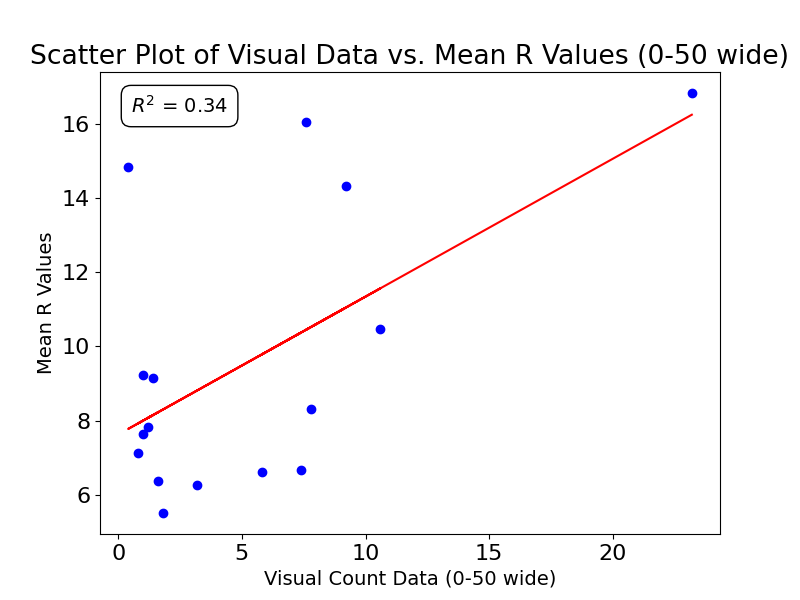 Scatter Plot of Visual Data vs. Mean R Values (0-50 wide)
R² = 0.34
16
14
12
10
8
6
Mean R Values
0 5 10 15 20
Visual Count Data (0-50 wide)